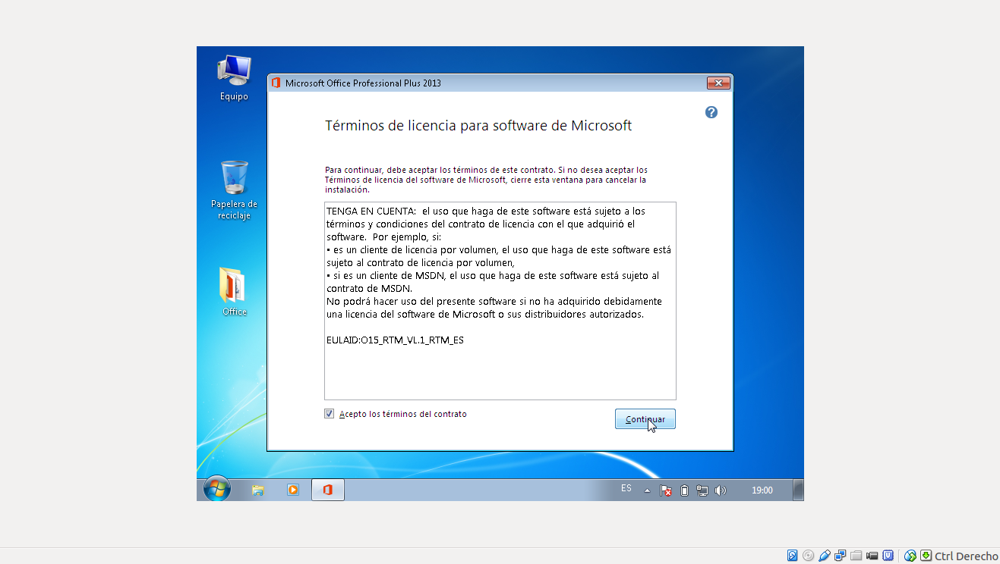 Equipo
Papelera de
reciclaje
Office
Microsoft Office Professional Plus 2013
Términos de licencia para software de Microsoft
Para continuar, debe aceptar los términos de este contrato. Si no desea aceptar los
Términos de licencia del software de Microsoft, cierre esta ventana para cancelar la
instalación.
TENGA EN CUENTA:  el uso que haga de este software está sujeto a los
términos y condiciones del contrato de licencia con el que adquirió el
software.  Por ejemplo, si:
• es un cliente de licencia por volumen, el uso que haga de este software está
sujeto al contrato de licencia por volumen,
• si es un cliente de MSDN, el uso que haga de este software está sujeto al
contrato de MSDN.
No podrá hacer uso del presente software si no ha adquirido debidamente
una licencia del software de Microsoft o sus distribuidores autorizados.
EULAID:O15_RTM_VL.1_RTM_ES
Acepto los términos del contrato
Continuar
ES
19:00
Ctrl Derecho